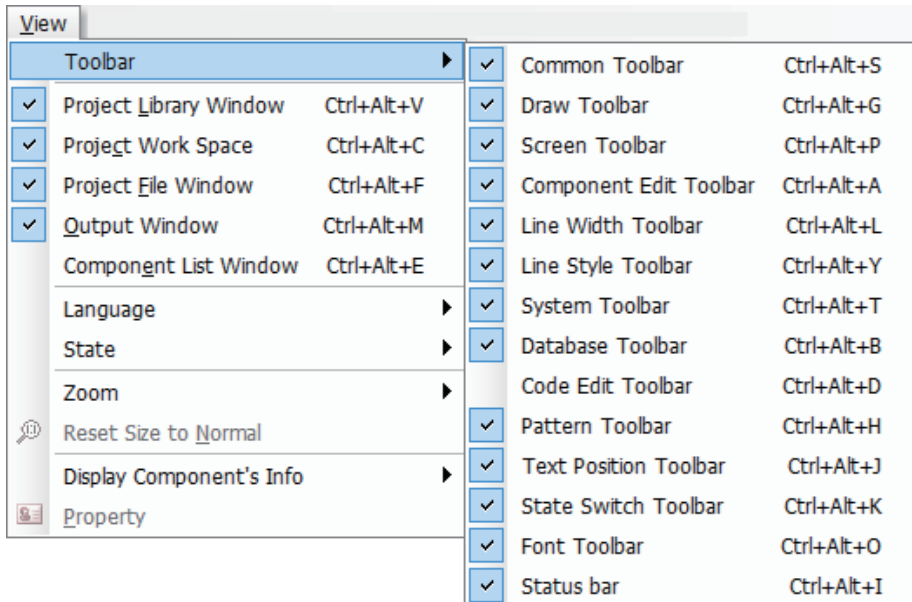 View
Toolbar
Project Library Window Ctrl+Alt+V
Project Work Space Ctrl+Alt+C
Project File Window Ctrl+Alt+F
Output Window Ctrl+Alt+M
Component List Window Ctrl+Alt+E
Language
State
Zoom
Reset Size to Normal
Display Component's Info
Property
Common Toolbar Ctrl+Alt+S
Draw Toolbar Ctrl+Alt+G
Screen Toolbar Ctrl+Alt+P
Component Edit Toolbar Ctrl+Alt+A
Line Width Toolbar Ctrl+Alt+L
Line Style Toolbar Ctrl+Alt+Y
System Toolbar Ctrl+Alt+T
Database Toolbar Ctrl+Alt+B
Code Edit Toolbar Ctrl+Alt+D
Pattern Toolbar Ctrl+Alt+H
Text Position Toolbar Ctrl+Alt+J
State Switch Toolbar Ctrl+Alt+K
Font Toolbar Ctrl+Alt+O
Status bar Ctrl+Alt+I